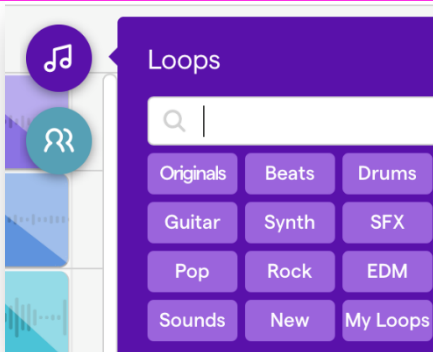 Loops
Originals Beats Drums
Guitar Synth SFX
Pop Rock EDM
Sounds New My Loops